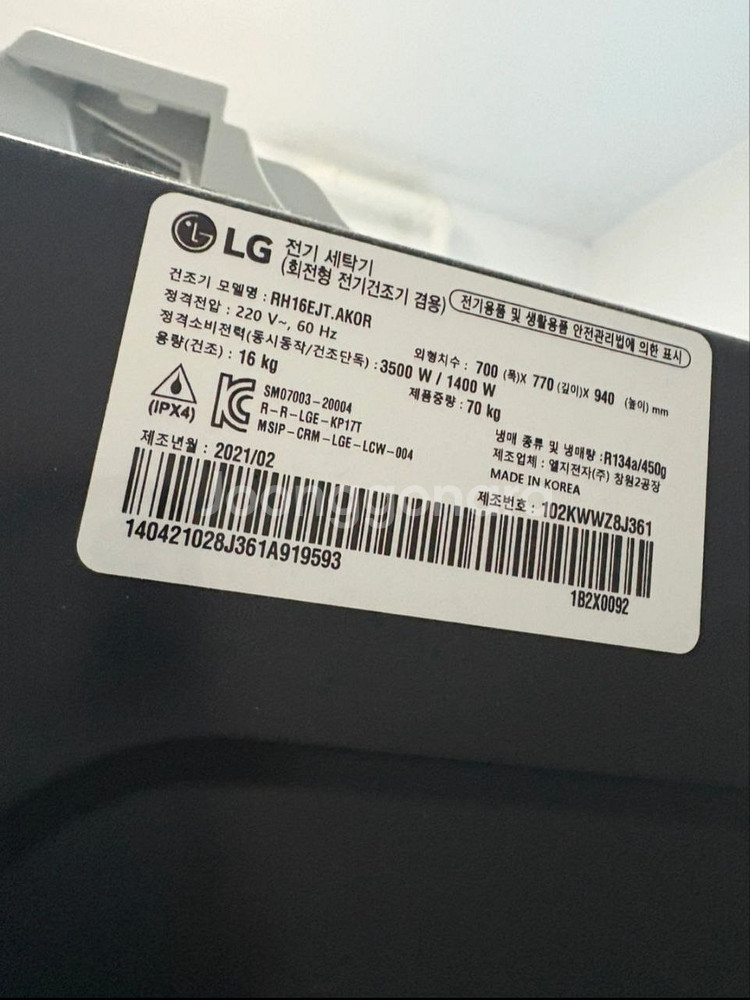 LG 전기 세탁기
(회전형 전기건조기 겸용)
전기용품 및 생활용품 안전관리법에 의한 표시
건조기 모델명 : RH16EJT.AKOR
정격전압 : 220 V~, 60 Hz
정격소비전력(동시동작/건조단독) : 3500 W / 1400 W
용량(건조) : 16 kg
외형치수 : 700 (폭)X 770 (깊이)X 940 (높이) mm
제품중량 : 70 kg
(IPX4)
SM07003-20004
R-R-LGE-KP17T
MSIP-CRM-LGE-LCW-004
냉매 종류 및 냉매량 : R134a/450g
제조업체 : 엘지전자(주) 창원2공장
MADE IN KOREA
제조년월 : 2021/02
제조번호 : 102KWWZ8J361
140421028J361A919593
1B2X0092
Joonggonara